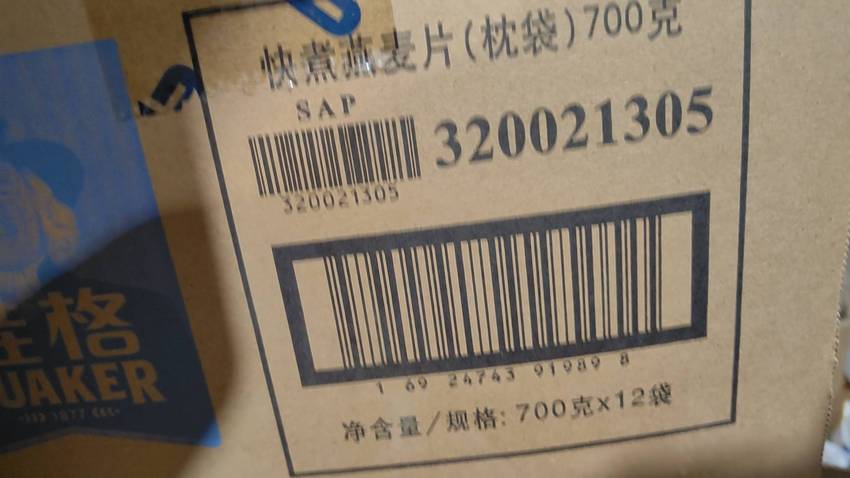 快煮燕麦片(枕袋)700克
SAP
320021305
320021305
1 69 24743 91989 8
净含量/规格: 700克x12袋
桂格
QUAKER